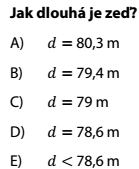 Jak dlouhá je zeď?
A) d = 80,3 m
B) d = 79,4 m
C) d = 79 m
D) d = 78,6 m
E) d < 78,6 m